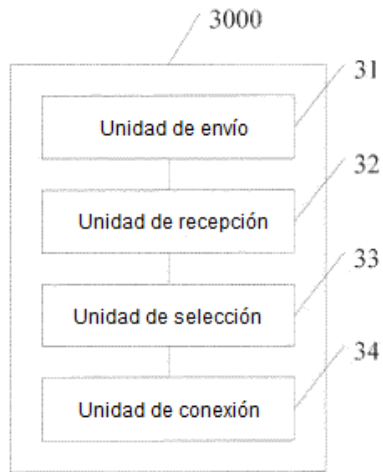 3000
31
Unidad de envío
32
Unidad de recepción
33
Unidad de selección
34
Unidad de conexión